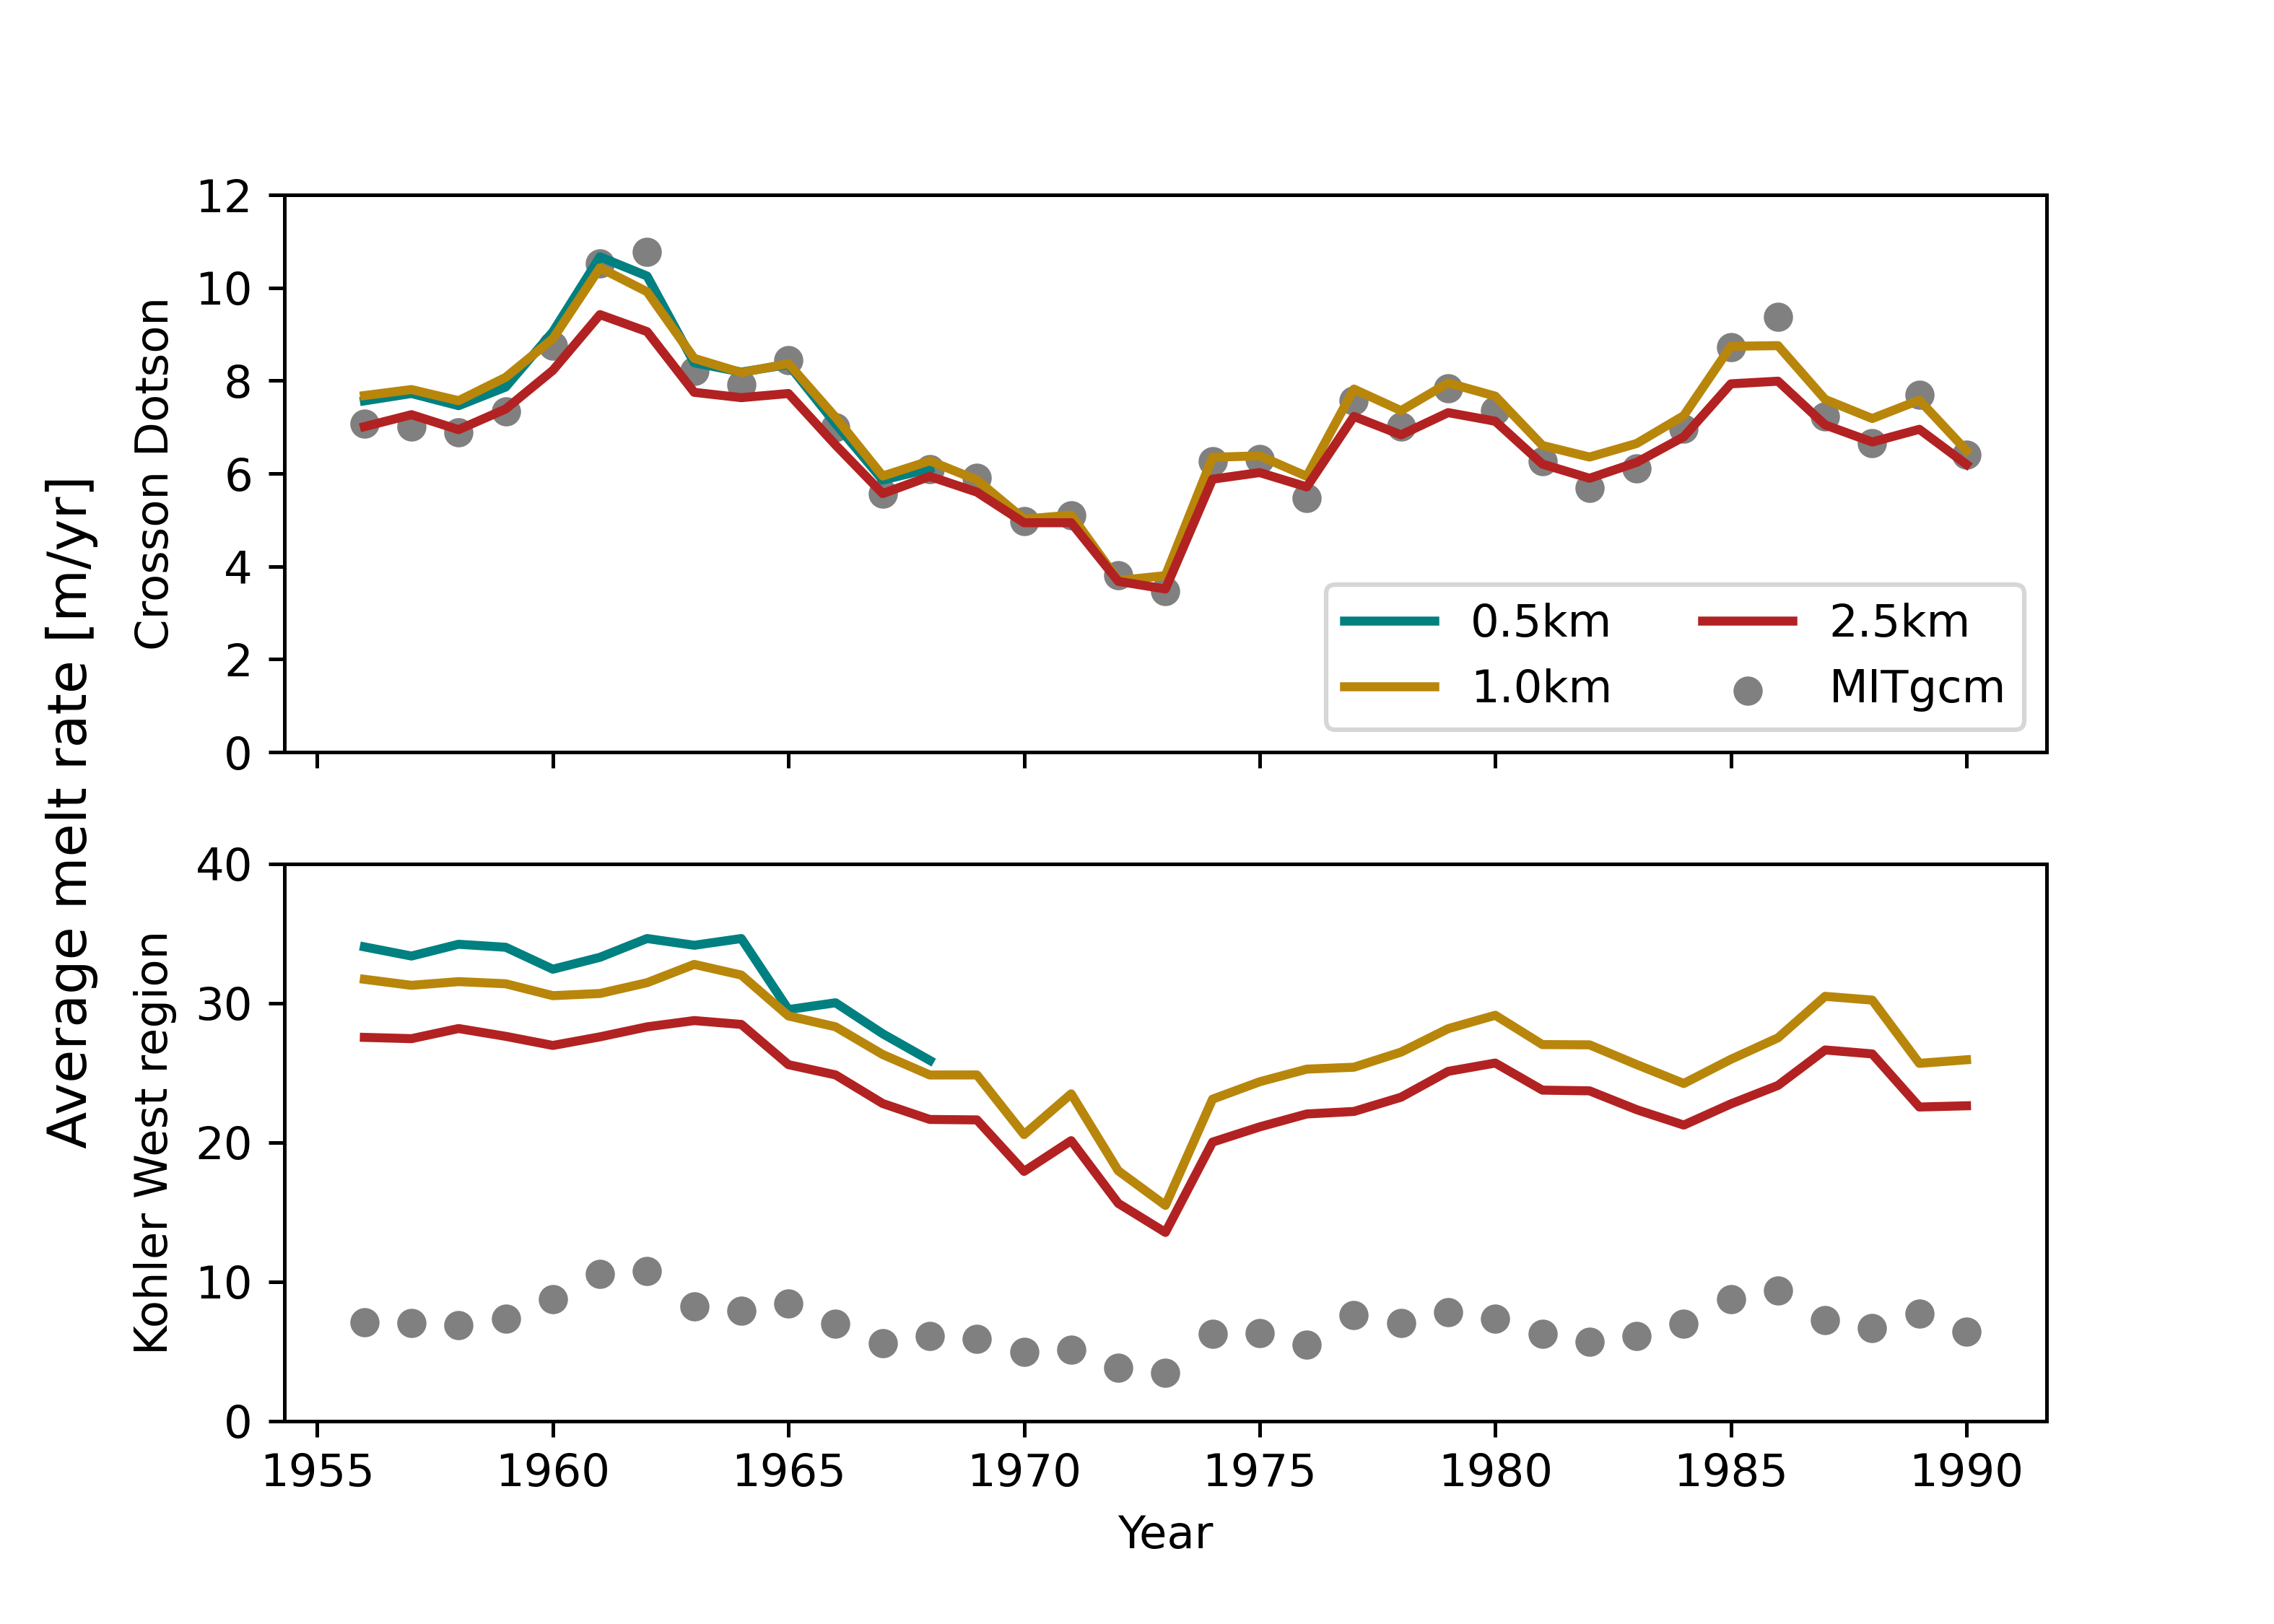 Average melt rate [m/yr]
Crosson Dotson
12
10
8
6
4
2
0
0.5km
1.0km
2.5km
MITgcm
Kohler West region
40
30
20
10
0
1955 1960 1965 1970 1975 1980 1985 1990
Year